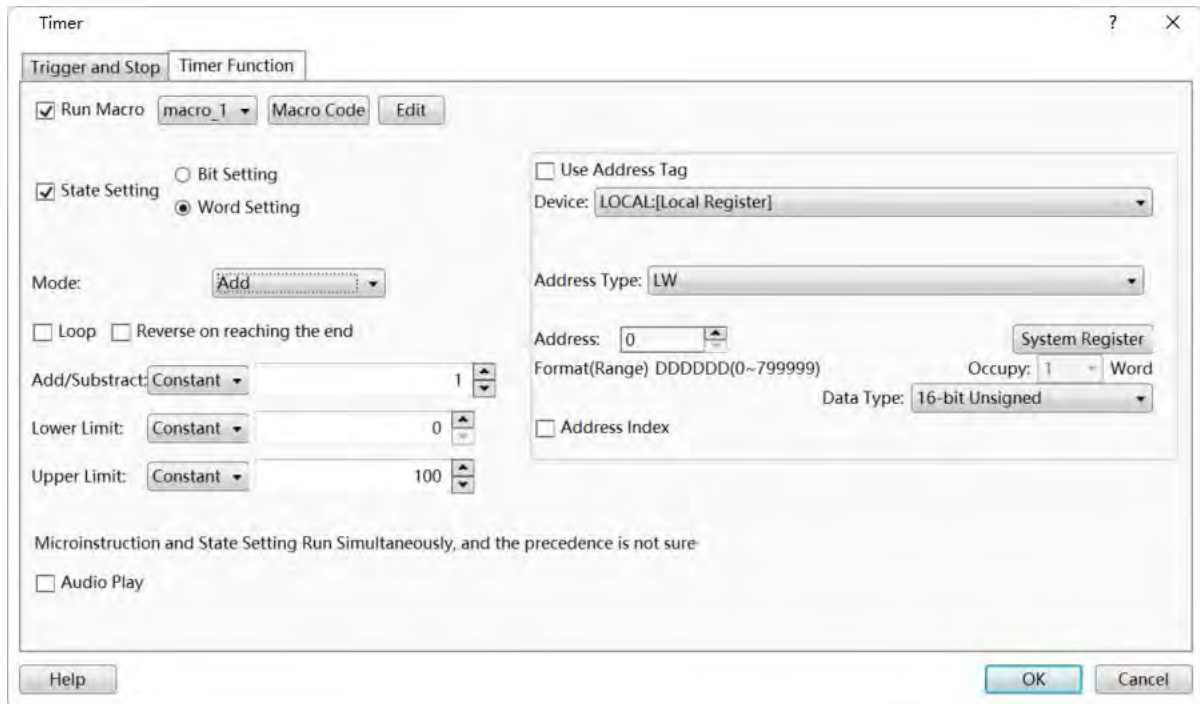 Timer ? ×
Trigger and Stop Timer Function
Run Macro macro_1 Macro Code Edit
State Setting
Bit Setting
Word Setting
Mode: Add
Loop Reverse on reaching the end
Add/Substract: Constant 1
Lower Limit: Constant 0
Upper Limit: Constant 100
Use Address Tag
Device: LOCAL:[Local Register]
Address Type: LW
Address: 0 System Register
Format(Range) DDDDDD(0~799999) Occupy: 1 Word
Data Type: 16-bit Unsigned
Address Index
Microinstruction and State Setting Run Simultaneously, and the precedence is not sure
Audio Play
Help OK Cancel